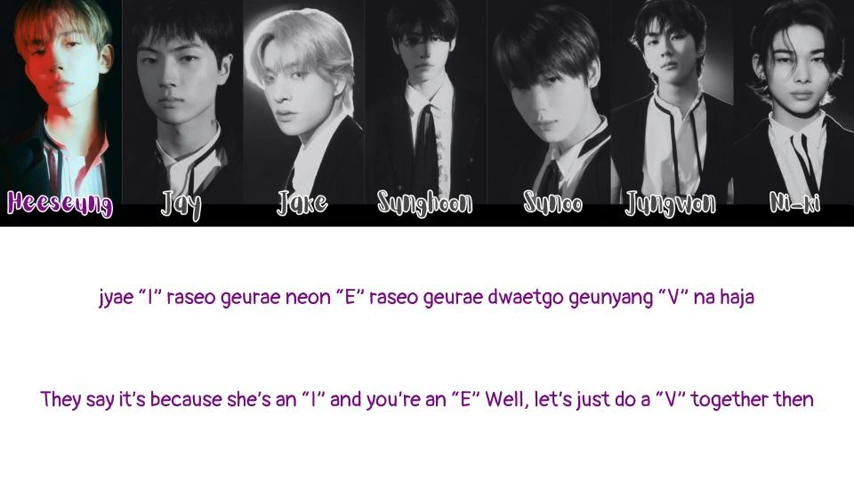 Heeseung Jay Jake Sunghoon Sunoo Jungwon Ni-ki
jyae “I” raseo geurae neon “E” raseo geurae dwaetgo geunyang “V” na haja
They say it's because she's an “I” and you're an “E” Well, let's just do a “V” together then